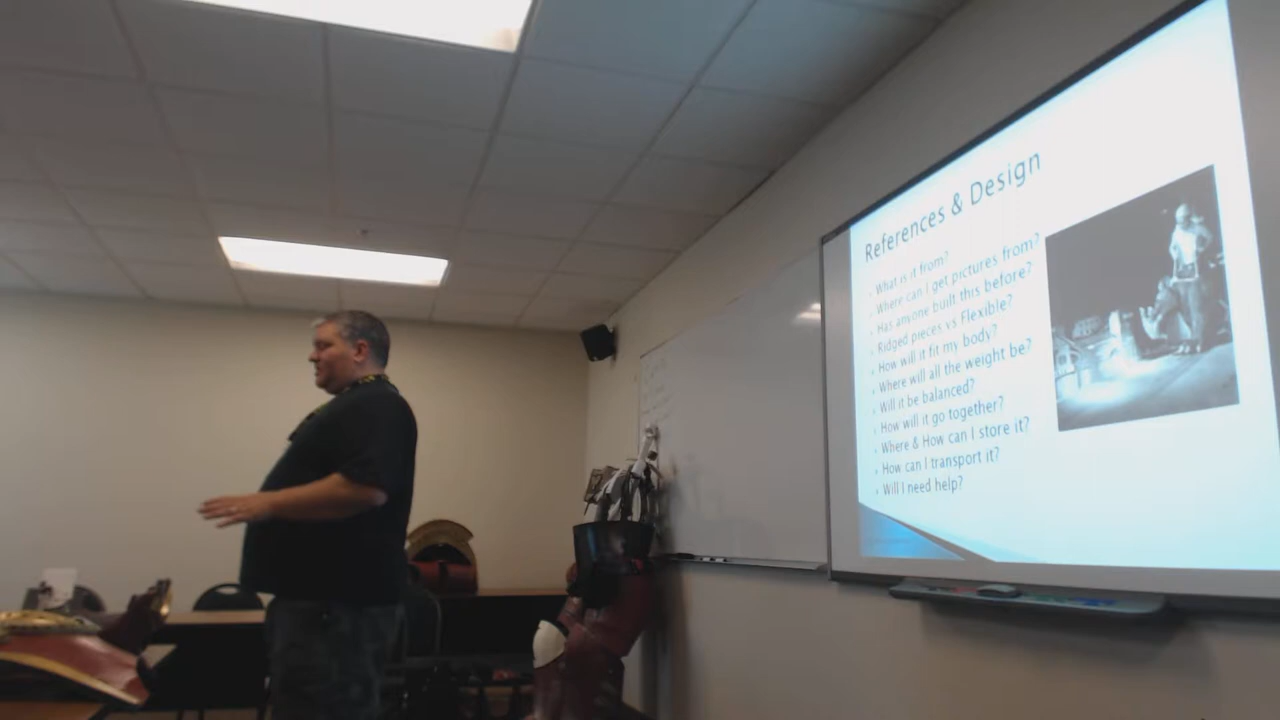 References & Design
What is it from?
Where can I get pictures from?
Has anyone built this before?
Ridged pieces vs Flexible?
How will it fit my body?
Where will all the weight be?
Will it be balanced?
How will it go together?
Where & How can I store it?
How can I transport it?
Will I need help?